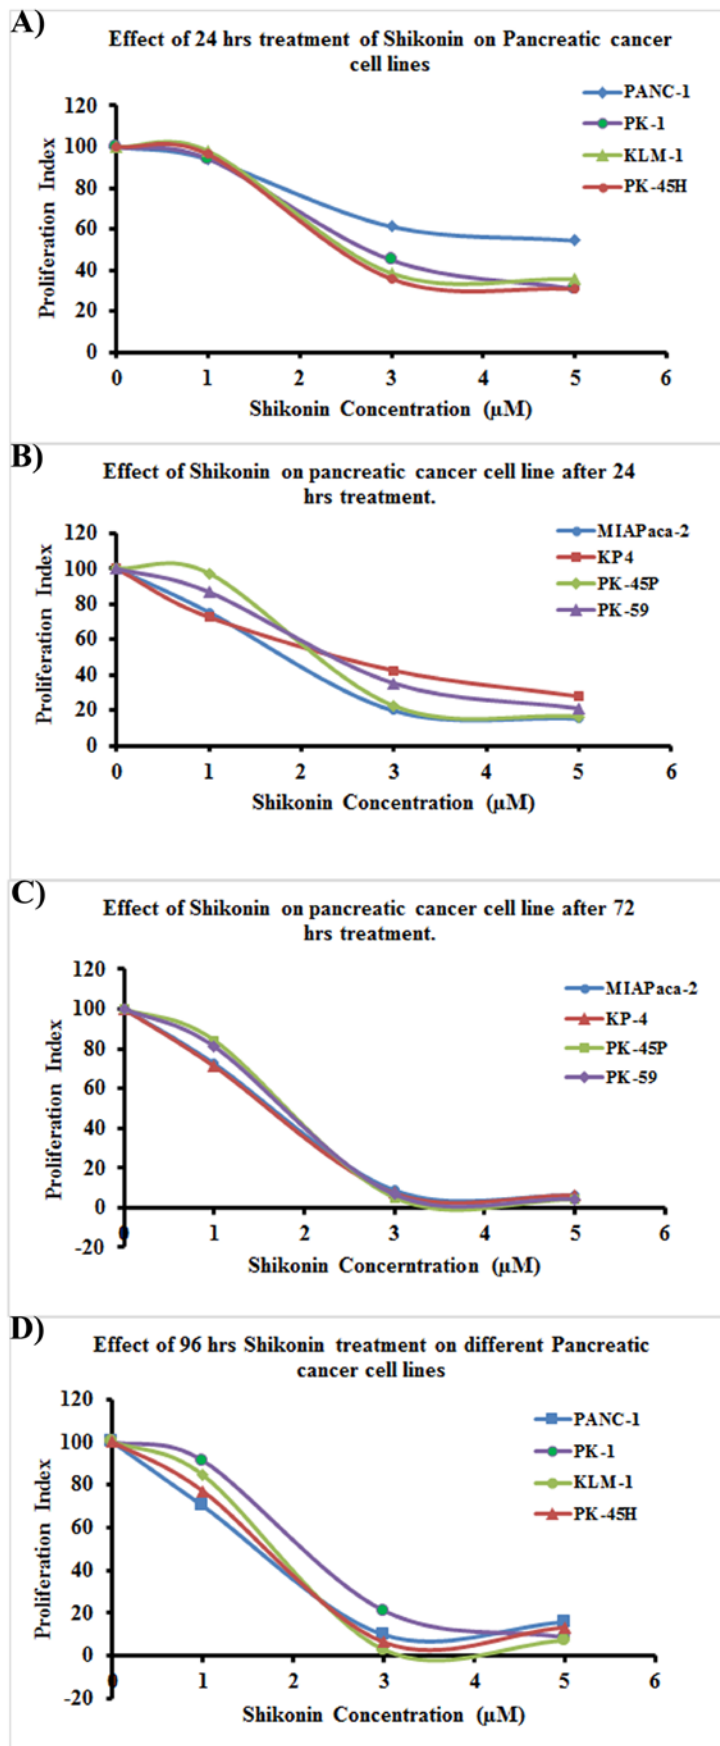 A)
Effect of 24 hrs treatment of Shikonin on Pancreatic cancer
cell lines
PANC-1
PK-1
KLM-1
PK-45H
120
100
80
60
40
20
0
Proliferation Index
0 1 2 3 4 5 6
Shikonin Concentration (µM)
B)
Effect of Shikonin on pancreatic cancer cell line after 24
hrs treatment.
MIAPaca-2
KP4
PK-45P
PK-59
120
100
80
60
40
20
0
Proliferation Index
0 1 2 3 4 5 6
Shikonin Concentration (µM)
C)
Effect of Shikonin on pancreatic cancer cell line after 72
hrs treatment.
MIAPaca-2
KP-4
PK-45P
PK-59
120
100
80
60
40
20
0
-20
Proliferation Index
0 1 2 3 4 5 6
Shikonin Concerntration (µM)
D)
Effect of 96 hrs Shikonin treatment on different Pancreatic
cancer cell lines
PANC-1
PK-1
KLM-1
PK-45H
120
100
80
60
40
20
0
-20
Proliferation Index
0 1 2 3 4 5 6
Shikonin Concentration (µM)